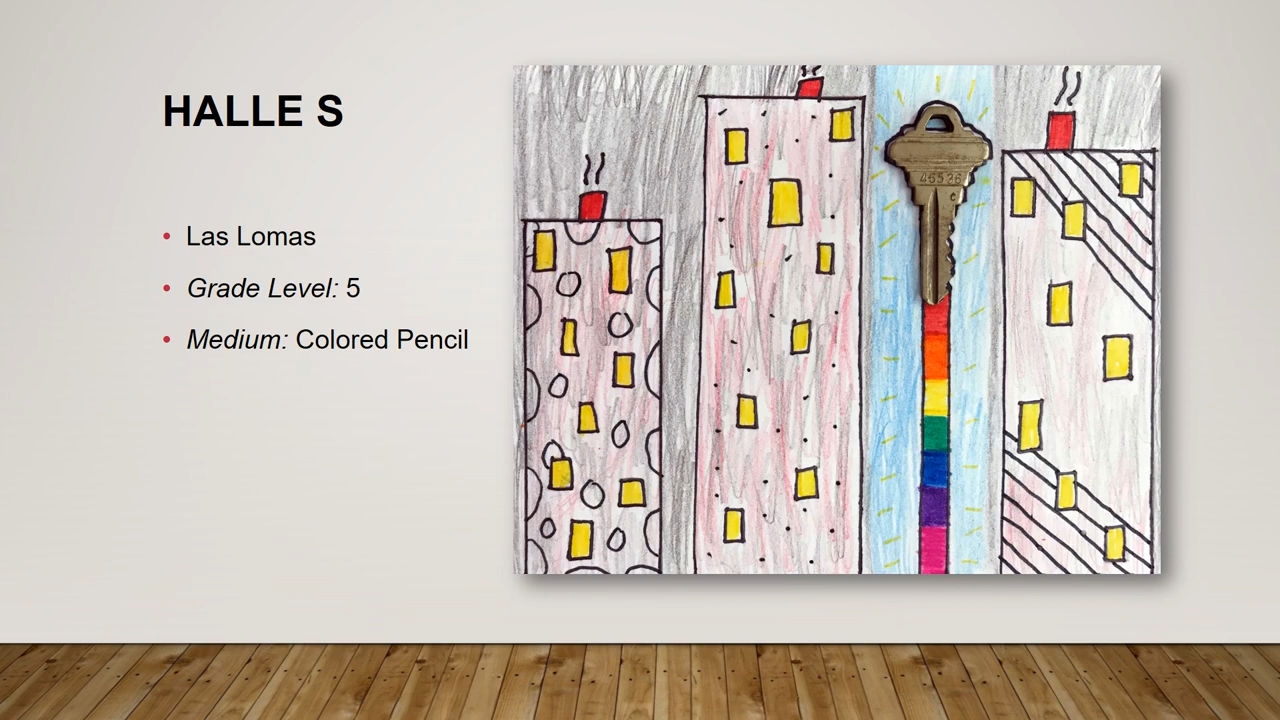 HALLE S
• Las Lomas
• Grade Level: 5
• Medium: Colored Pencil